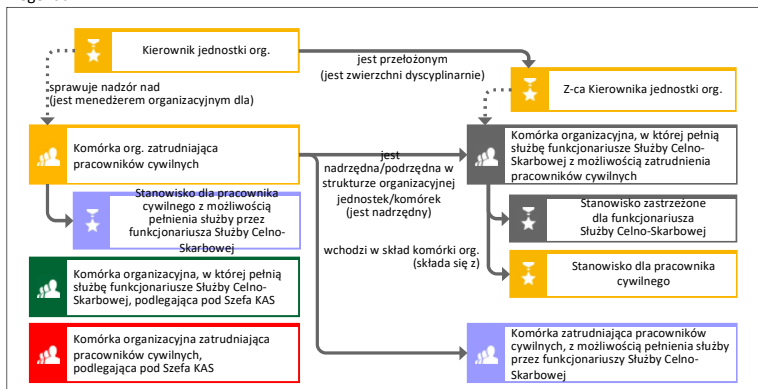 Kierownik jednostki org.
jest przełożonym
(jest zwierzchni dyscyplinarnie)
Z-ca Kierownika jednostki org.
sprawuje nadzór nad
(jest menedżerem organizacyjnym dla)
Komórka org. zatrudniająca
pracowników cywilnych
jest
nadrzędna/podrzędna w
strukturze organizacyjnej
jednostek/komórek
(jest nadrzędny)
Komórka organizacyjna, w której pełnią
służbę funkcjonariusze Służby Celno-
Skarbowej z możliwością zatrudnienia
pracowników cywilnych
Stanowisko dla pracownika
cywilnego z możliwością
pełnienia służby przez
funkcjonariusza Służby Celno-
Skarbowej
Stanowisko zastrzeżone
dla funkcjonariusza
Służby Celno-Skarbowej
wchodzi w skład komórki org.
(składa się z)
Stanowisko dla pracownika
cywilnego
Komórka organizacyjna, w której pełnią
służbę funkcjonariusze Służby Celno-
Skarbowej, podlegająca pod Szefa KAS
Komórka organizacyjna zatrudniająca
pracowników cywilnych,
podlegająca pod Szefa KAS
Komórka zatrudniająca pracowników
cywilnych, z możliwością pełnienia służby
przez funkcjonariuszy Służby Celno-
Skarbowej